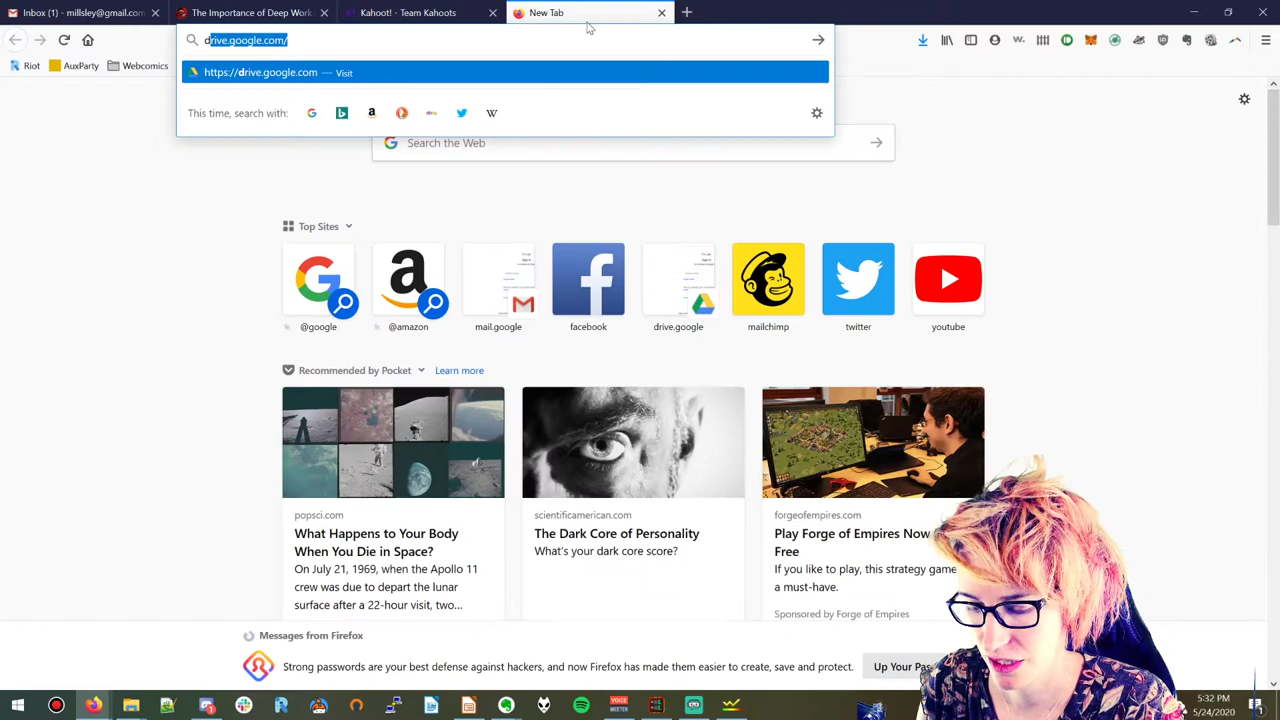 Inbox (10) - millsley@gmail.com
The Importance of Deep Work
Kahoot! - Team Kahoots
New Tab
drive.google.com/
Riot
AuxParty
Webcomics
https://drive.google.com — Visit
This time, search with:
Search the Web
Top Sites
@google
@amazon
mail.google
facebook
drive.google
mailchimp
twitter
youtube
Recommended by Pocket
Learn more
popsci.com
What Happens to Your Body
When You Die in Space?
On July 21, 1969, when the Apollo 11
crew was due to depart the lunar
surface after a 22-hour visit, two...
scientificamerican.com
The Dark Core of Personality
What's your dark core score?
forgeofempires.com
Play Forge of Empires Now
Free
If you like to play, this strategy game
a must-have.
Sponsored by Forge of Empires
Messages from Firefox
Strong passwords are your best defense against hackers, and now Firefox has made them easier to create, save and protect.
Up Your Pas
VOICE
MEETER
5:32 PM
5/24/2020